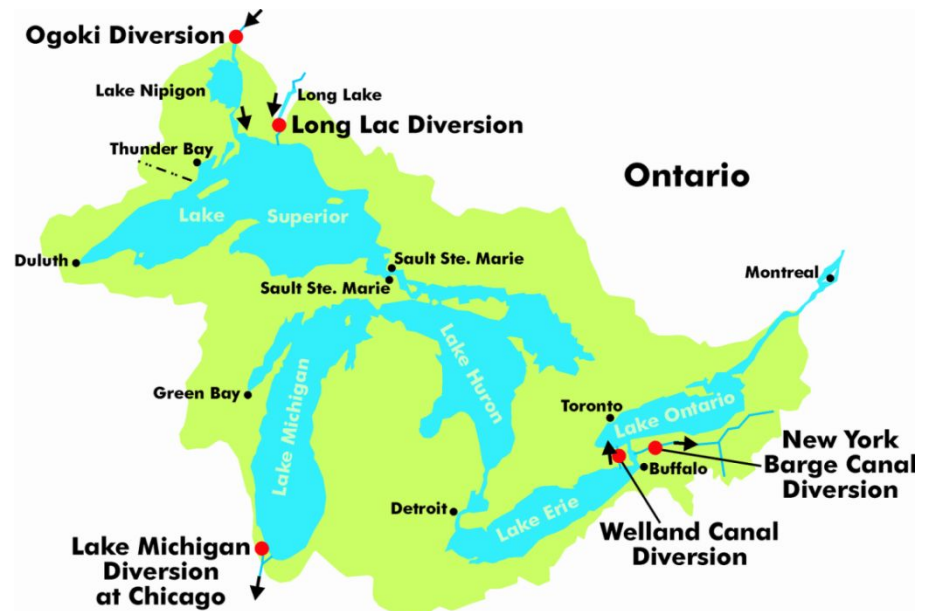 Ogoki Diversion
Lake Nipigon
Long Lake
Long Lac Diversion
Thunder Bay
Ontario
Lake Superior
Duluth
Sault Ste. Marie
Sault Ste. Marie
Montreal
Green Bay
Lake Michigan
Lake Huron
Toronto
Lake Ontario
New York
Barge Canal
Diversion
Buffalo
Detroit
Lake Erie
Welland Canal
Diversion
Lake Michigan
Diversion
at Chicago